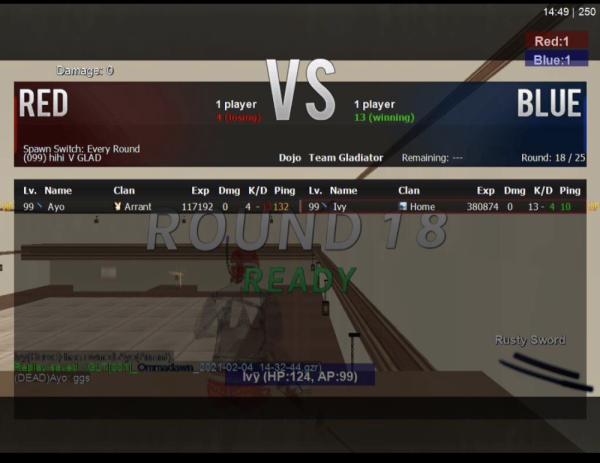 14:49 | 250
Red:1
Blue:1
Damage: 0
RED
VS
BLUE
1 player
4 (losing)
1 player
13 (winning)
Spawn Switch: Every Round
(099) hihi V GLAD
Dojo Team Gladiator Remaining: --- Round: 18 / 25
Lv. Name Clan Exp Dmg K/D Ping Lv. Name Clan Exp Dmg K/D Ping
99 Ayo Arrant 117192 0 4 - 13 132 99 Ivy Home 380874 0 13 - 4 10
ROUND 18
READY
Rusty Sword
Ommadawn_2021-02-04_14-32-44.gzr)
(DEAD)Ayo: ggs
Ivÿ (HP:124, AP:99)